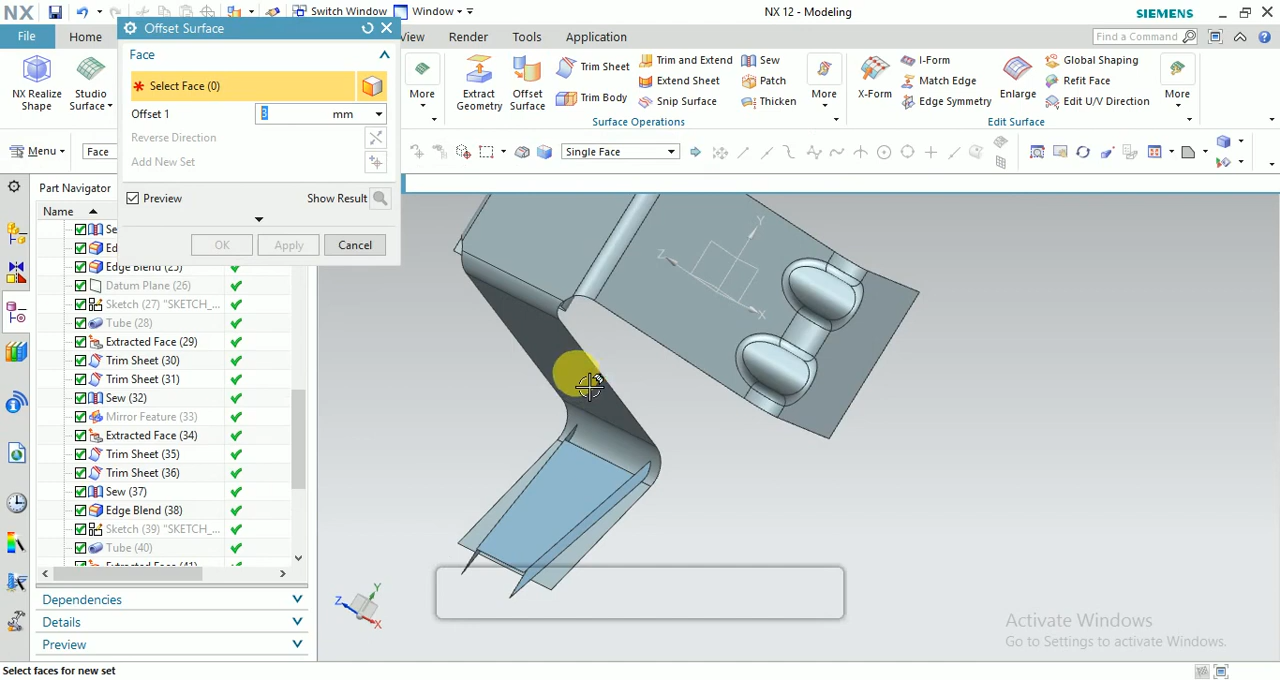 NX
Switch Window
Window
NX 12 - Modeling
SIEMENS
Offset Surface
File
Home
View
Render
Tools
Application
Find a Command
Face
Select Face (0)
Offset 1
3
mm
Reverse Direction
Add New Set
Preview
Show Result
OK
Apply
Cancel
NX Realize
Shape
Studio
Surface
More
Extract
Geometry
Offset
Surface
Trim Sheet
Trim Body
Trim and Extend
Extend Sheet
Snip Surface
Sew
Patch
Thicken
More
Surface Operations
X-Form
I-Form
Match Edge
Edge Symmetry
Enlarge
Global Shaping
Refit Face
Edit U/V Direction
More
Edit Surface
Menu
Face
Single Face
Part Navigator
Name
Se
Ed
Edge Blend (25)
Datum Plane (26)
Sketch (27) "SKETCH_...
Tube (28)
Extracted Face (29)
Trim Sheet (30)
Trim Sheet (31)
Sew (32)
Mirror Feature (33)
Extracted Face (34)
Trim Sheet (35)
Trim Sheet (36)
Sew (37)
Edge Blend (38)
Sketch (39) "SKETCH_...
Tube (40)
Extracted Face (41)
Dependencies
Details
Preview
Y
Z
X
Y
Z
X
Activate Windows
Go to Settings to activate Windows.
Select faces for new set